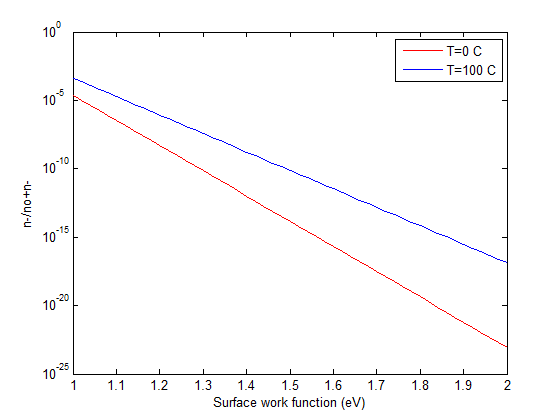 10^0
T=0 C
T=100 C
10^-5
10^-10
10^-15
10^-20
10^-25
n-/no+n-
1 1.1 1.2 1.3 1.4 1.5 1.6 1.7 1.8 1.9 2
Surface work function (eV)